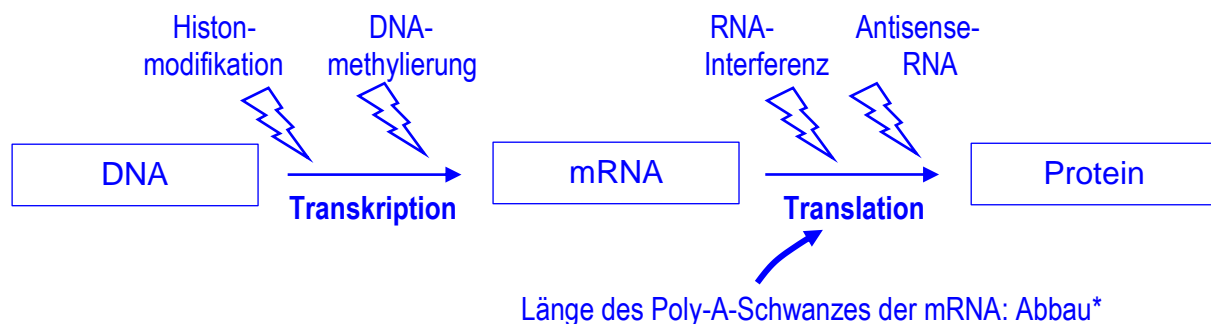 Histon-
modifikation
DNA-
methylierung
RNA-
Interferenz
Antisense-
RNA
DNA
Transkription
mRNA
Translation
Protein
Länge des Poly-A-Schwanzes der mRNA: Abbau*